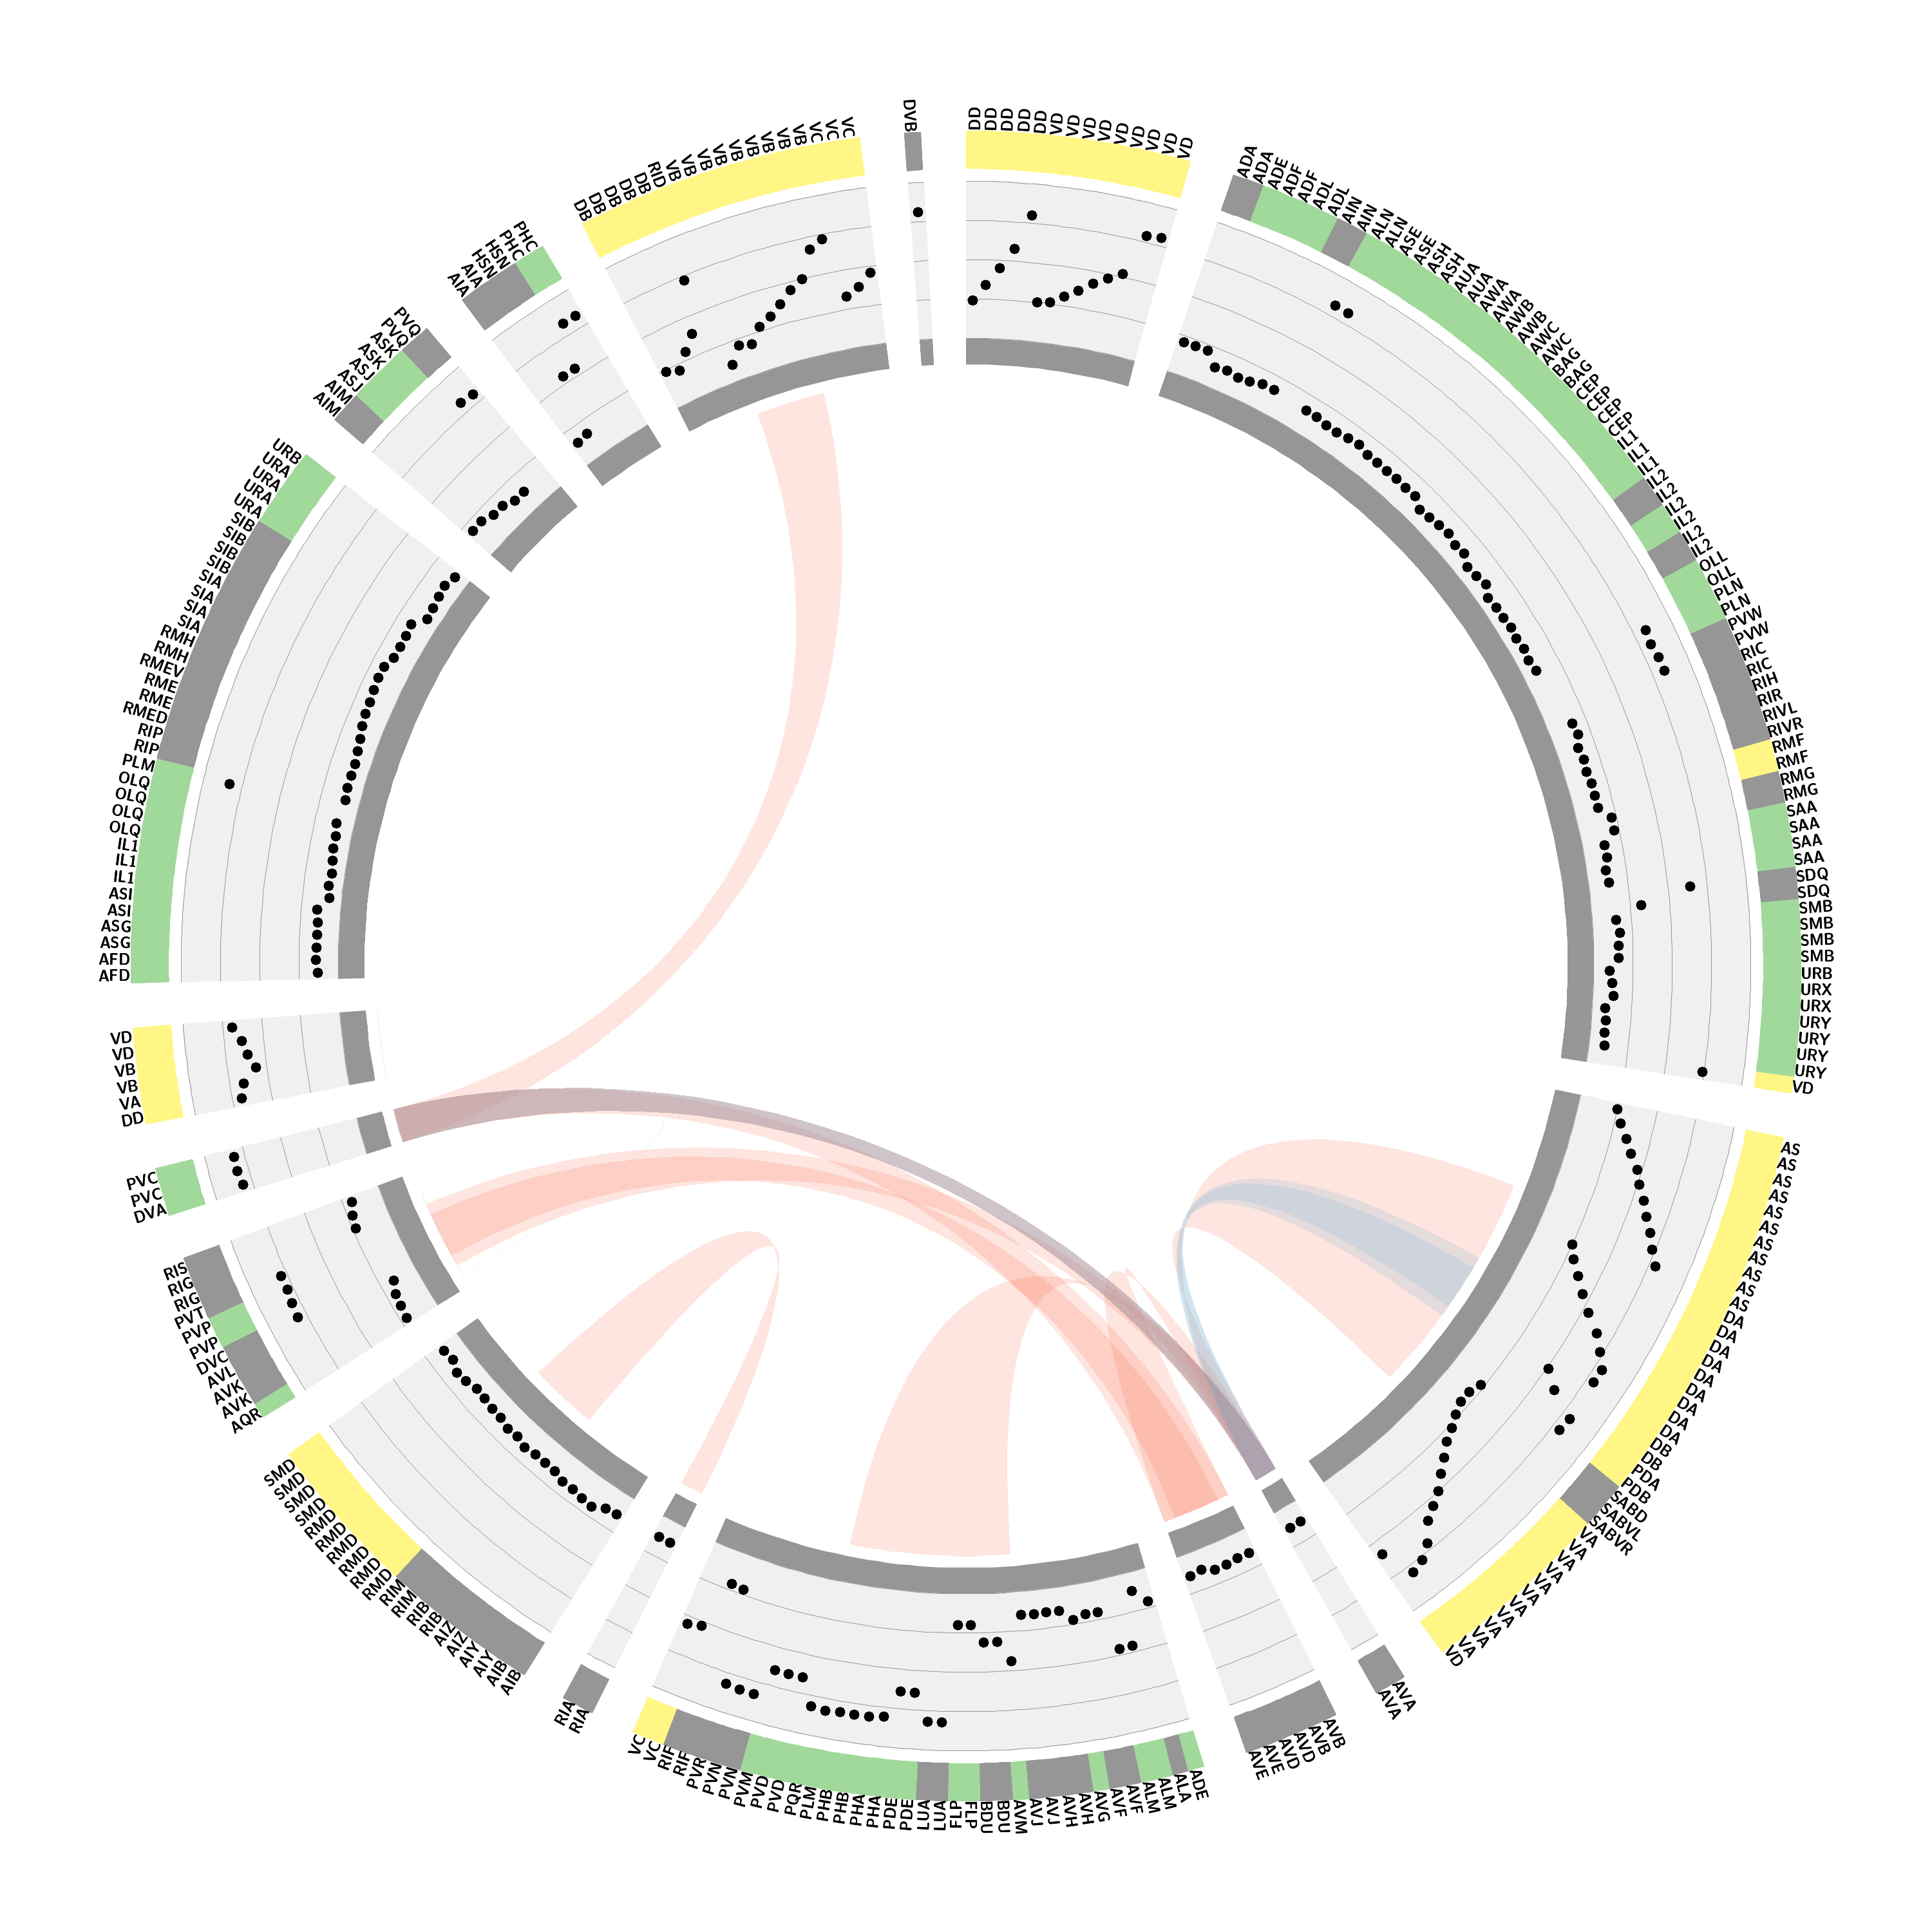 DD
DD
DD
DD
DD
VD
VD
VD
VD
VD
VD
VD
VD
VD
ADA
ADA
ADE
ADF
ADF
ADL
ADL
AIN
AIN
ALN
ALN
ASE
ASE
ASH
ASH
AUA
AUA
AWA
AWA
AWB
AWB
AWC
AWC
BAG
BAG
CEP
CEP
CEP
CEP
IL1
IL1
IL1
IL2
IL2
IL2
IL2
IL2
IL2
OLL
OLL
PLN
PLN
PVW
PVW
RIC
RIC
RIH
RIR
RIVL
RIVR
RMF
RMF
RMG
RMG
SAA
SAA
SAA
SAA
SDQ
SDQ
SMB
SMB
SMB
SMB
URB
URX
URX
URY
URY
URY
URY
VD
AS
AS
AS
AS
AS
AS
AS
AS
AS
AS
AS
DA
DA
DA
DA
DA
DA
DA
DA
DA
DB
DB
PDA
PDB
SABD
SABVL
SABVR
VA
VA
VA
VA
VA
VA
VA
VA
VA
VA
VA
VD
AVA
AVA
AVB
AVB
AVD
AVD
AVE
AVE
ADE
ALA
ALM
ALM
AVF
AVF
AVG
AVH
AVH
AVJ
AVJ
AVM
BDU
BDU
FLP
FLP
LUA
LUA
PDE
PDE
PHA
PHA
PHB
PHB
PLM
PQR
PVD
PVD
PVM
PVN
PVN
PVR
RIF
RIF
VC
VC
RIA
RIA
AIB
AIB
AIY
AIY
AIZ
AIZ
RIB
RIB
RIM
RIM
RMD
RMD
RMD
RMD
RMD
RMD
SMD
SMD
SMD
SMD
AQR
AVK
AVK
AVL
DVC
PVP
PVP
PVT
RIG
RIG
RIS
DVA
PVC
PVC
DD
VA
VB
VB
VD
VD
AFD
AFD
ASG
ASG
ASI
ASI
IL1
IL1
IL1
OLQ
OLQ
OLQ
OLQ
PLM
RIP
RIP
RMED
RME
RME
RMEV
RMH
RMH
SIA
SIA
SIA
SIA
SIB
SIB
SIB
SIB
URA
URA
URA
URA
URB
AIM
AIM
ASJ
ASJ
ASK
ASK
PVQ
PVQ
AIA
AIA
HSN
HSN
PHC
PHC
DB
DB
DB
DB
DB
RID
VB
VB
VB
VB
VB
VB
VB
VB
VB
VC
VC
VC
DVB